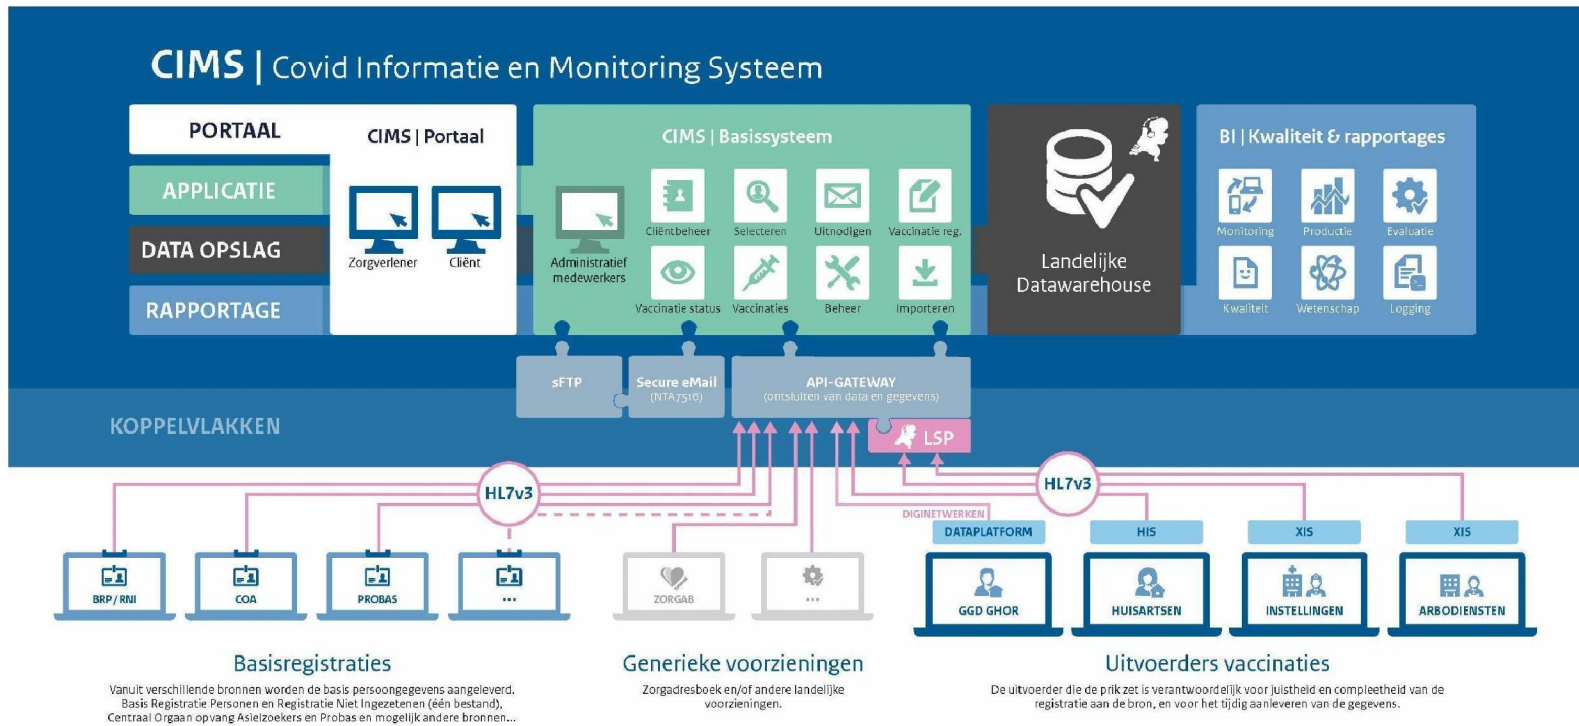 CIMS | Covid Informatie en Monitoring Systeem
PORTAAL
APPLICATIE
DATA OPSLAG
RAPPORTAGE
CIMS | Portaal
Zorgverlener
Cliënt
CIMS | Basissysteem
Administratief
medewerkers
Cliëntbeheer
Selecteren
Uitnodigen
Vaccinatie reg.
Vaccinatie status
Vaccinaties
Beheer
Importeren
Landelijke
Datawarehouse
BI | Kwaliteit & rapportages
Monitoring
Productie
Evaluatie
Kwaliteit
Wetenschap
Logging
KOPPELVLAKKEN
sFTP
Secure eMail
(NTA7516)
API-GATEWAY
(ontsluiten van data en gegevens)
LSP
HL7v3
HL7v3
DIGINETWERKEN
DATAPLATFORM
HIS
XIS
XIS
BRP/RNI
COA
PROBAS
...
ZORGAB
...
GGD GHOR
HUISARTSEN
INSTELLINGEN
ARBODIENSTEN
Basisregistraties
Vanuit verschillende bronnen worden de basis persoongegevens aangeleverd.
Basis Registratie Personen en Registratie Niet Ingezetenen (één bestand),
Centraal Orgaan opvang Asielzoekers en Probas en mogelijk andere bronnen...
Generieke voorzieningen
Zorgadresboek en/of andere landelijke
voorzieningen.
Uitvoerders vaccinaties
De uitvoerder die de prik zet is verantwoordelijk voor juistheid en compleetheid van de
registratie aan de bron, en voor het tijdig aanleveren van de gegevens.